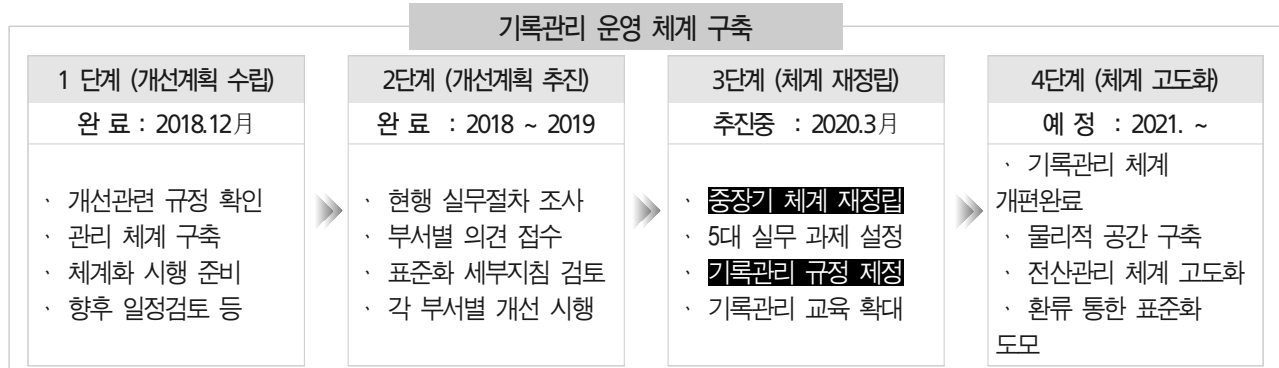 기록관리 운영 체계 구축
1 단계 (개선계획 수립)
완 료 : 2018.12月
· 개선관련 규정 확인
· 관리 체계 구축
· 체계화 시행 준비
· 향후 일정검토 등
2단계 (개선계획 추진)
완 료 : 2018 ~ 2019
· 현행 실무절차 조사
· 부서별 의견 접수
· 표준화 세부지침 검토
· 각 부서별 개선 시행
3단계 (체계 재정립)
추진중 : 2020.3月
· 중장기 체계 재정립
· 5대 실무 과제 설정
· 기록관리 규정 제정
· 기록관리 교육 확대
4단계 (체계 고도화)
예 정 : 2021. ~
· 기록관리 체계
개편완료
· 물리적 공간 구축
· 전산관리 체계 고도화
· 환류 통한 표준화
도모